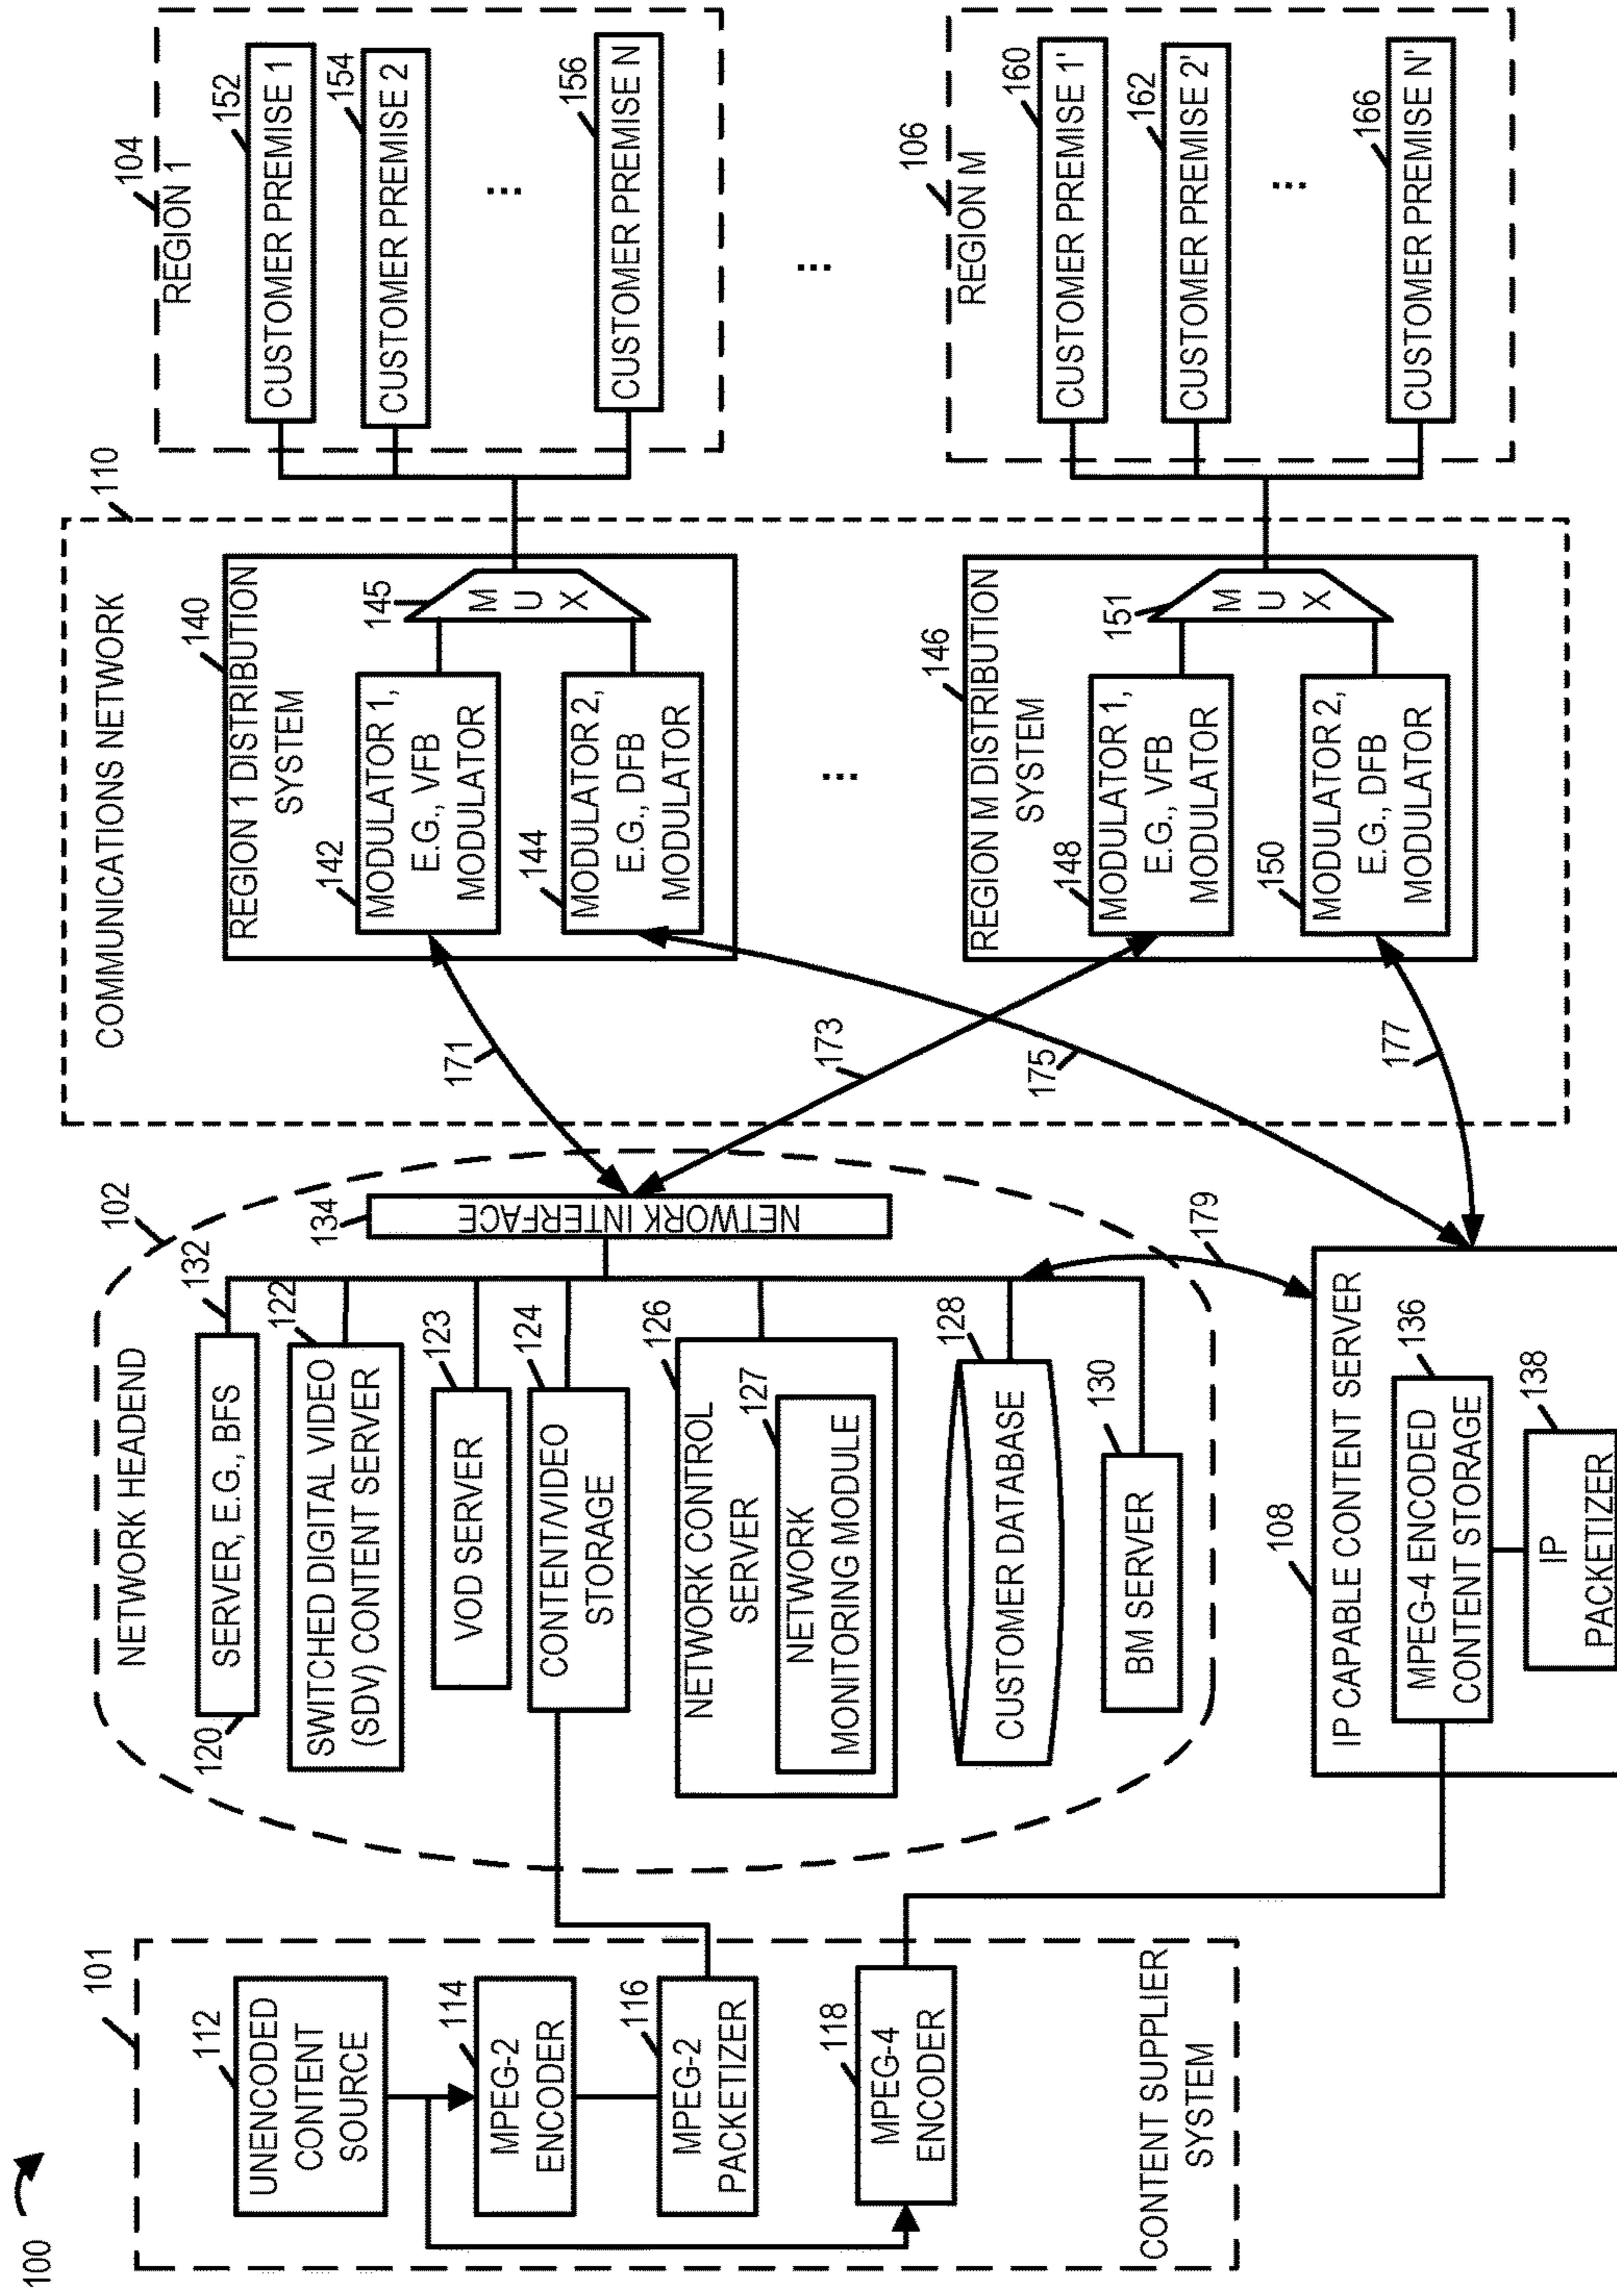 100
101
112
UNENCODED
CONTENT
SOURCE
114
MPEG-2
ENCODER
116
MPEG-2
PACKETIZER
118
MPEG-4
ENCODER
CONTENT SUPPLIER
SYSTEM
102
NETWORK HEADEND
120
SERVER, E.G., BFS
132
122
SWITCHED DIGITAL VIDEO
(SDV) CONTENT SERVER
123
VOD SERVER
124
CONTENT/VIDEO
STORAGE
126
NETWORK CONTROL
SERVER
127
NETWORK
MONITORING MODULE
128
CUSTOMER DATABASE
130
BM SERVER
134
NETWORK INTERFACE
108
IP CAPABLE CONTENT SERVER
136
MPEG-4 ENCODED
CONTENT STORAGE
138
IP
PACKETIZER
179
171
173
175
177
110
COMMUNICATIONS NETWORK
140
REGION 1 DISTRIBUTION
SYSTEM
142
MODULATOR 1,
E.G., VFB
MODULATOR
144
MODULATOR 2,
E.G., DFB
MODULATOR
145
M
U
X
...
146
REGION M DISTRIBUTION
SYSTEM
148
MODULATOR 1,
E.G., VFB
MODULATOR
150
MODULATOR 2,
E.G., DFB
MODULATOR
151
M
U
X
104
REGION 1
152
CUSTOMER PREMISE 1
154
CUSTOMER PREMISE 2
...
156
CUSTOMER PREMISE N
...
106
REGION M
160
CUSTOMER PREMISE 1'
162
CUSTOMER PREMISE 2'
...
166
CUSTOMER PREMISE N'